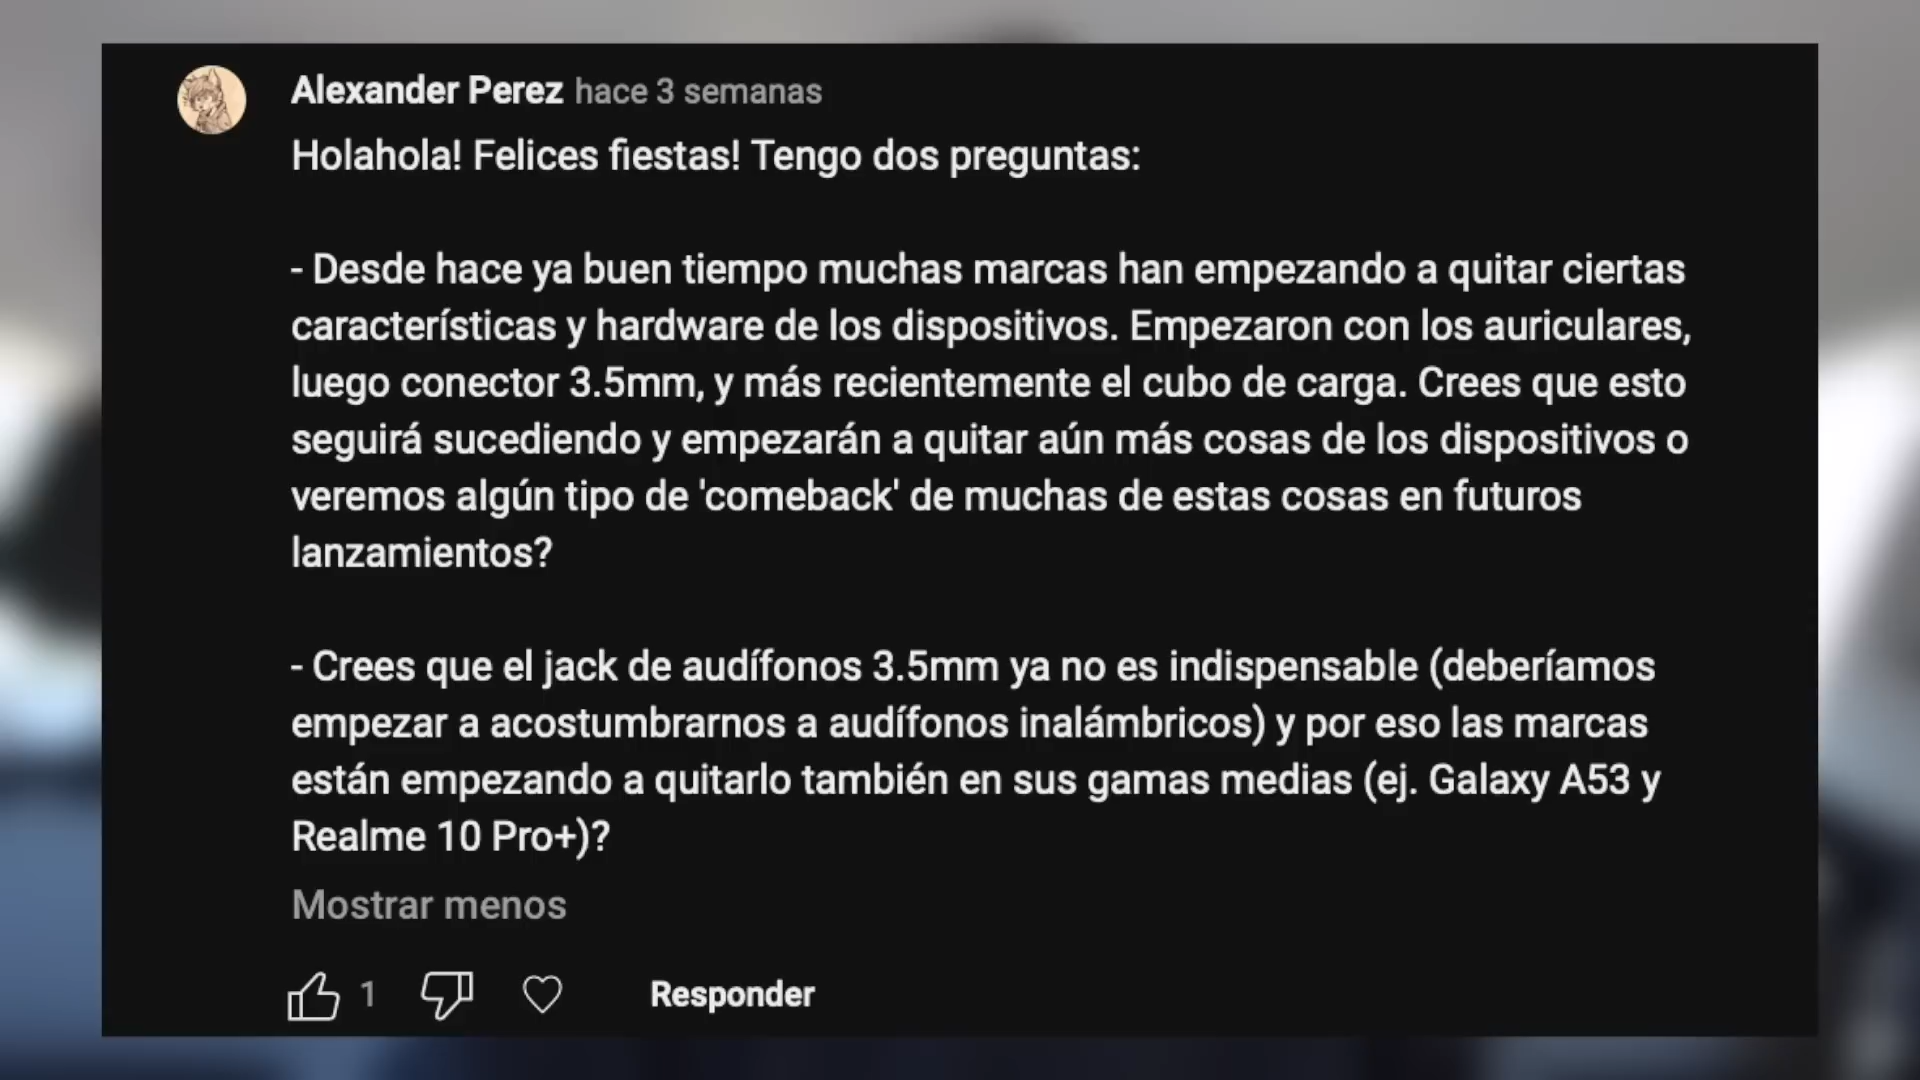 Alexander Perez hace 3 semanas
Holahola! Felices fiestas! Tengo dos preguntas:
- Desde hace ya buen tiempo muchas marcas han empezando a quitar ciertas
características y hardware de los dispositivos. Empezaron con los auriculares,
luego conector 3.5mm, y más recientemente el cubo de carga. Crees que esto
seguirá sucediendo y empezarán a quitar aún más cosas de los dispositivos o
veremos algún tipo de 'comeback' de muchas de estas cosas en futuros
lanzamientos?
- Crees que el jack de audífonos 3.5mm ya no es indispensable (deberíamos
empezar a acostumbrarnos a audífonos inalámbricos) y por eso las marcas
están empezando a quitarlo también en sus gamas medias (ej. Galaxy A53 y
Realme 10 Pro+)?
Mostrar menos
1 Responder